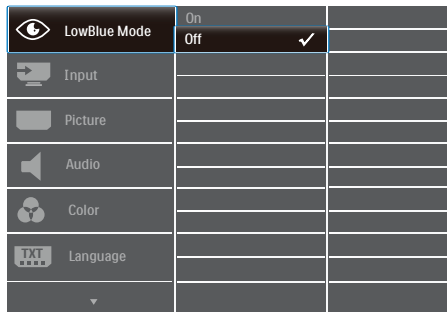 LowBlue Mode
On
Off
Input
Picture
Audio
Color
TXT
Language